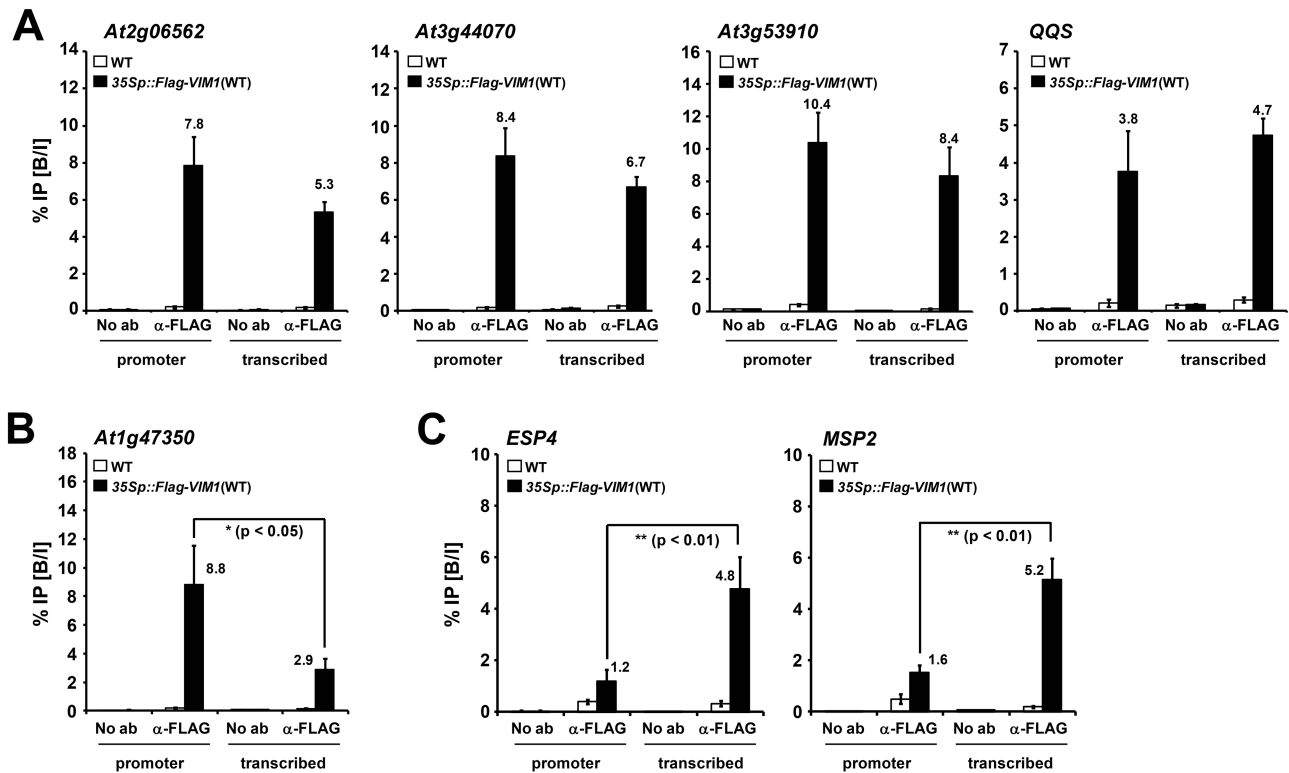 A
At2g06562
14
12
10
8
6
4
2
0
% IP [B/I]
WT
35Sp::Flag-VIM1(WT)
7.8
5.3
No ab α-FLAG No ab α-FLAG
promoter transcribed
At3g44070
14
12
10
8
6
4
2
0
WT
35Sp::Flag-VIM1(WT)
8.4
6.7
No ab α-FLAG No ab α-FLAG
promoter transcribed
At3g53910
16
14
12
10
8
6
4
2
0
WT
35Sp::Flag-VIM1(WT)
10.4
8.4
No ab α-FLAG No ab α-FLAG
promoter transcribed
QQS
7
6
5
4
3
2
1
0
WT
35Sp::Flag-VIM1(WT)
3.8
4.7
No ab α-FLAG No ab α-FLAG
promoter transcribed
B
At1g47350
18
16
14
12
10
8
6
4
2
0
% IP [B/I]
WT
35Sp::Flag-VIM1(WT)
* (p < 0.05)
8.8
2.9
No ab α-FLAG No ab α-FLAG
promoter transcribed
C
ESP4
10
8
6
4
2
0
% IP [B/I]
WT
35Sp::Flag-VIM1(WT)
** (p < 0.01)
1.2
4.8
No ab α-FLAG No ab α-FLAG
promoter transcribed
MSP2
10
8
6
4
2
0
WT
35Sp::Flag-VIM1(WT)
** (p < 0.01)
1.6
5.2
No ab α-FLAG No ab α-FLAG
promoter transcribed